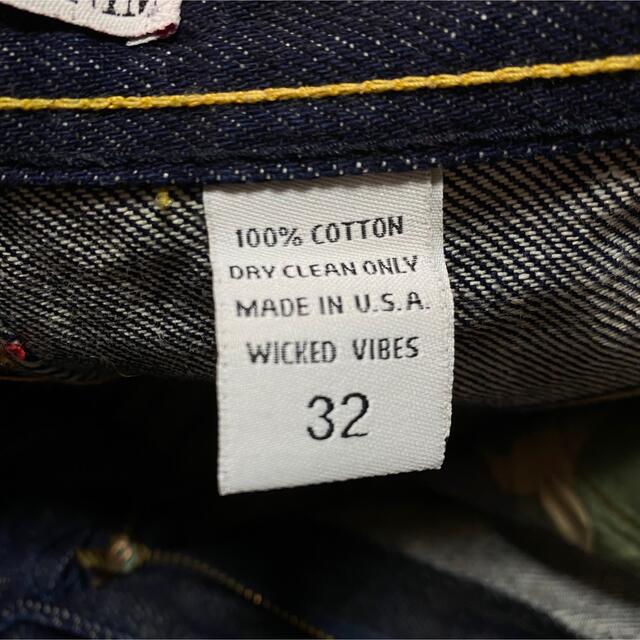 100% COTTON
DRY CLEAN ONLY
MADE IN U.S.A.
WICKED VIBES
32